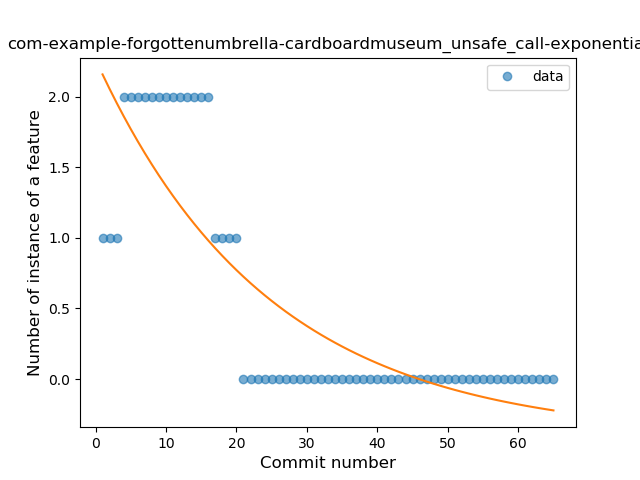 com-example-forgottenumbrella-cardboardmuseum_unsafe_call-exponentia
data
Number of instance of a feature
2.0
1.5
1.0
0.5
0.0
0 10 20 30 40 50 60
Commit number